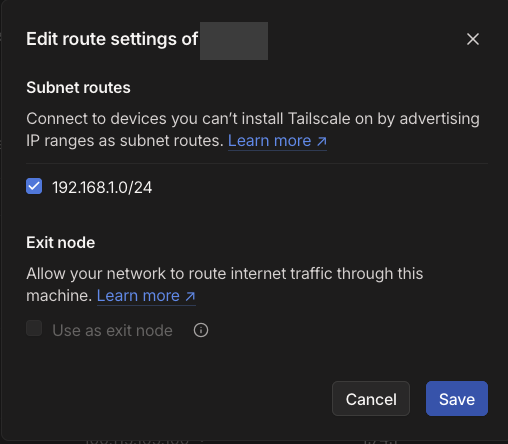 Edit route settings of
Subnet routes
Connect to devices you can’t install Tailscale on by advertising
IP ranges as subnet routes. Learn more ↗
192.168.1.0/24
Exit node
Allow your network to route internet traffic through this
machine. Learn more ↗
Use as exit node
Cancel
Save